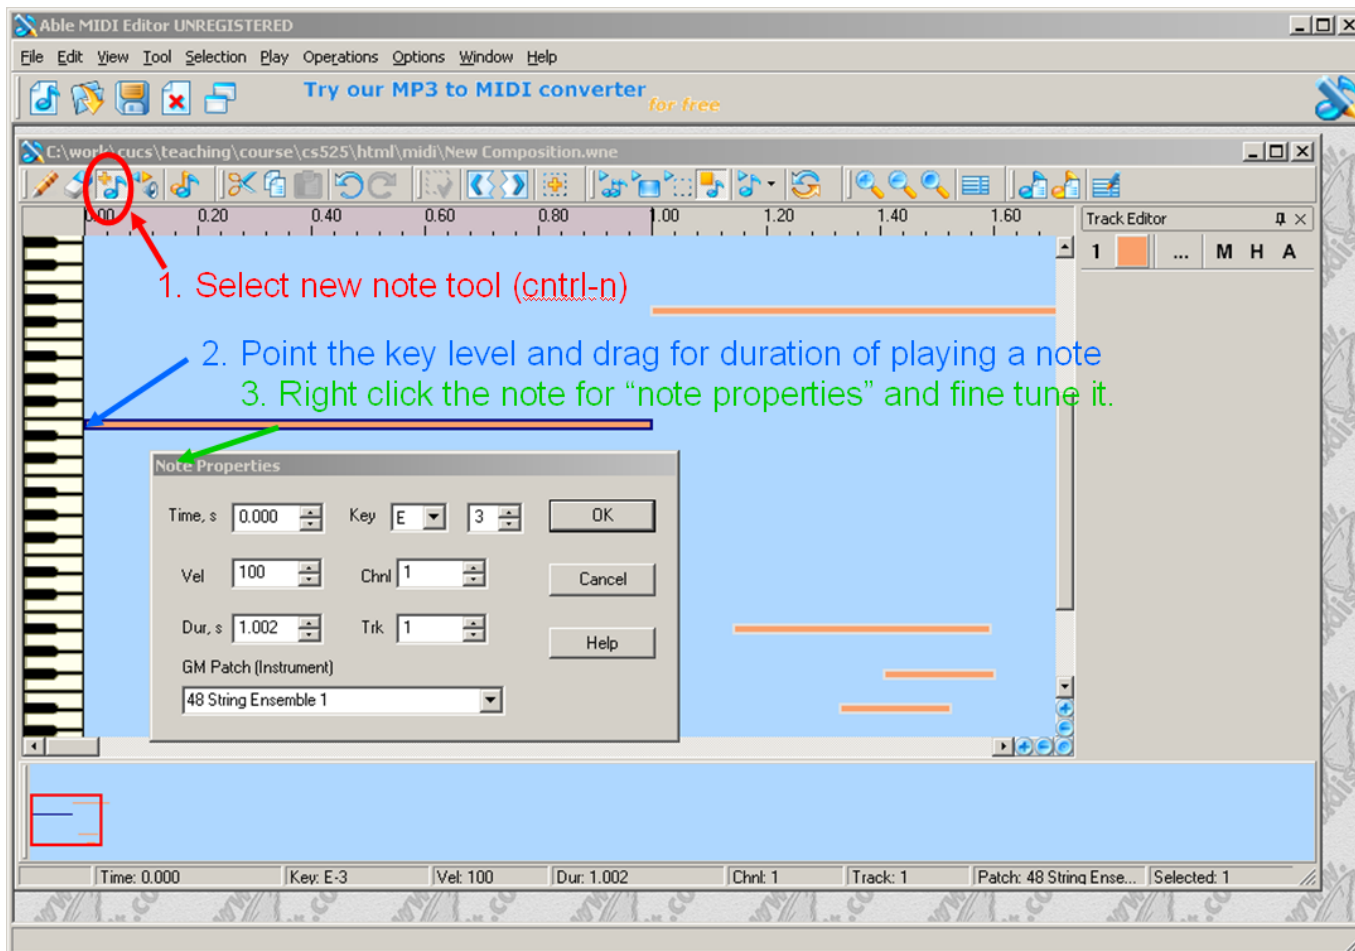 Able MIDI Editor UNREGISTERED
File Edit View Tool Selection Play Operations Options Window Help
Try our MP3 to MIDI converter for free
C:\work\cucs\teaching\course\cs525\html\midi\New Composition.wne
0.00 0.20 0.40 0.60 0.80 1.00 1.20 1.40 1.60
Track Editor
1 ... M H A
1. Select new note tool (cntrl-n)
2. Point the key level and drag for duration of playing a note
3. Right click the note for “note properties” and fine tune it.
Note Properties
Time, s 0.000 Key E 3 OK
Vel 100 Chnl 1 Cancel
Dur, s 1.002 Trk 1 Help
GM Patch (Instrument)
48 String Ensemble 1
Time: 0.000 Key: E-3 Vel: 100 Dur: 1.002 Chnl: 1 Track: 1 Patch: 48 String Ense... Selected: 1